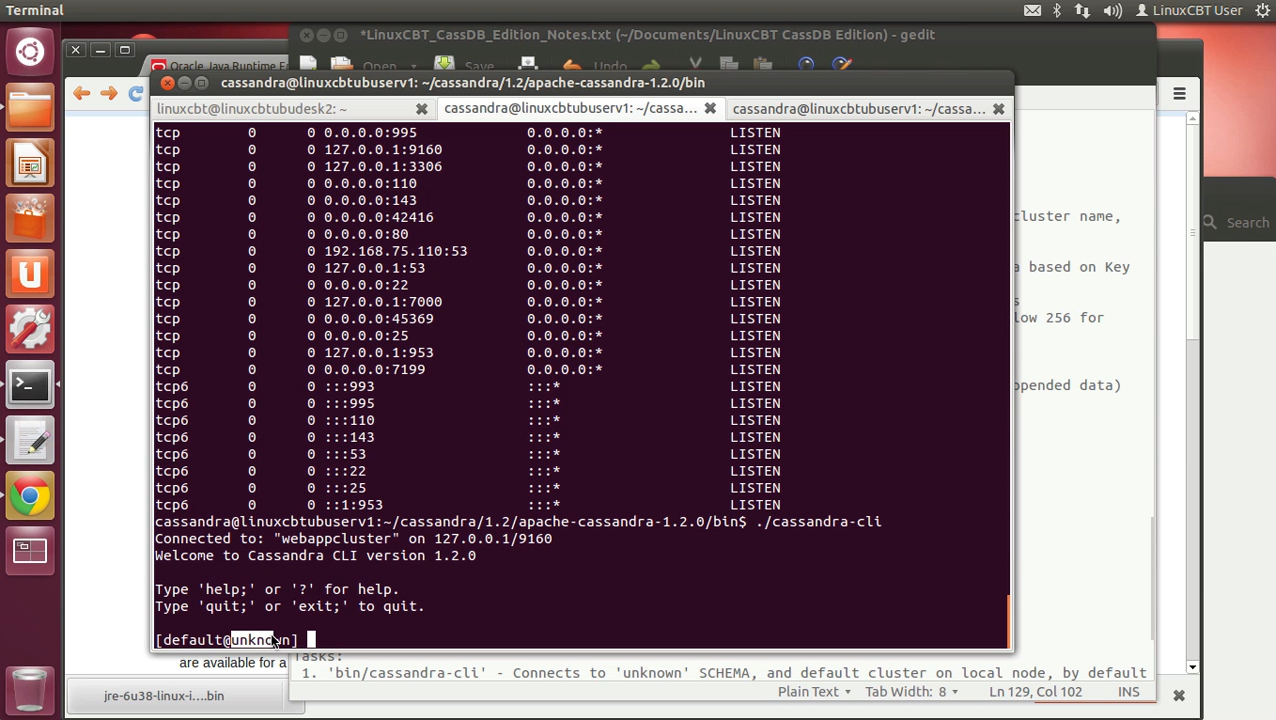 Terminal
LinuxCBT User
*LinuxCBT_CassDB_Edition_Notes.txt (~/Documents/LinuxCBT CassDB Edition) - gedit
Oracle Java Runtime E
Open
Save
Undo
cassandra@linuxcbtubuserv1: ~/cassandra/1.2/apache-cassandra-1.2.0/bin
linuxcbt@linuxcbtubudesk2: ~
cassandra@linuxcbtubuserv1: ~/cassa...
cassandra@linuxcbtubuserv1: ~/cassa...
tcp 0 0 0.0.0.0:995 0.0.0.0:* LISTEN
tcp 0 0 127.0.0.1:9160 0.0.0.0:* LISTEN
tcp 0 0 127.0.0.1:3306 0.0.0.0:* LISTEN
tcp 0 0 0.0.0.0:110 0.0.0.0:* LISTEN
tcp 0 0 0.0.0.0:143 0.0.0.0:* LISTEN
tcp 0 0 0.0.0.0:42416 0.0.0.0:* LISTEN
tcp 0 0 0.0.0.0:80 0.0.0.0:* LISTEN
tcp 0 0 192.168.75.110:53 0.0.0.0:* LISTEN
tcp 0 0 127.0.0.1:53 0.0.0.0:* LISTEN
tcp 0 0 0.0.0.0:22 0.0.0.0:* LISTEN
tcp 0 0 127.0.0.1:7000 0.0.0.0:* LISTEN
tcp 0 0 0.0.0.0:45369 0.0.0.0:* LISTEN
tcp 0 0 0.0.0.0:25 0.0.0.0:* LISTEN
tcp 0 0 127.0.0.1:953 0.0.0.0:* LISTEN
tcp 0 0 0.0.0.0:7199 0.0.0.0:* LISTEN
tcp6 0 0 :::993 :::* LISTEN
tcp6 0 0 :::995 :::* LISTEN
tcp6 0 0 :::110 :::* LISTEN
tcp6 0 0 :::143 :::* LISTEN
tcp6 0 0 :::53 :::* LISTEN
tcp6 0 0 :::22 :::* LISTEN
tcp6 0 0 :::25 :::* LISTEN
tcp6 0 0 ::1:953 :::* LISTEN
cassandra@linuxcbtubuserv1:~/cassandra/1.2/apache-cassandra-1.2.0/bin$ ./cassandra-cli
Connected to: "webappcluster" on 127.0.0.1/9160
Welcome to Cassandra CLI version 1.2.0
Type 'help;' or '?' for help.
Type 'quit;' or 'exit;' to quit.
[default@unknown]
cluster name,
a based on Key
s
low 256 for
opended data)
Search
are available for a
Tasks:
1. 'bin/cassandra-cli' - Connects to 'unknown' SCHEMA, and default cluster on local node, by default
jre-6u38-linux-i....bin
Plain Text
Tab Width: 8
Ln 129, Col 102
INS